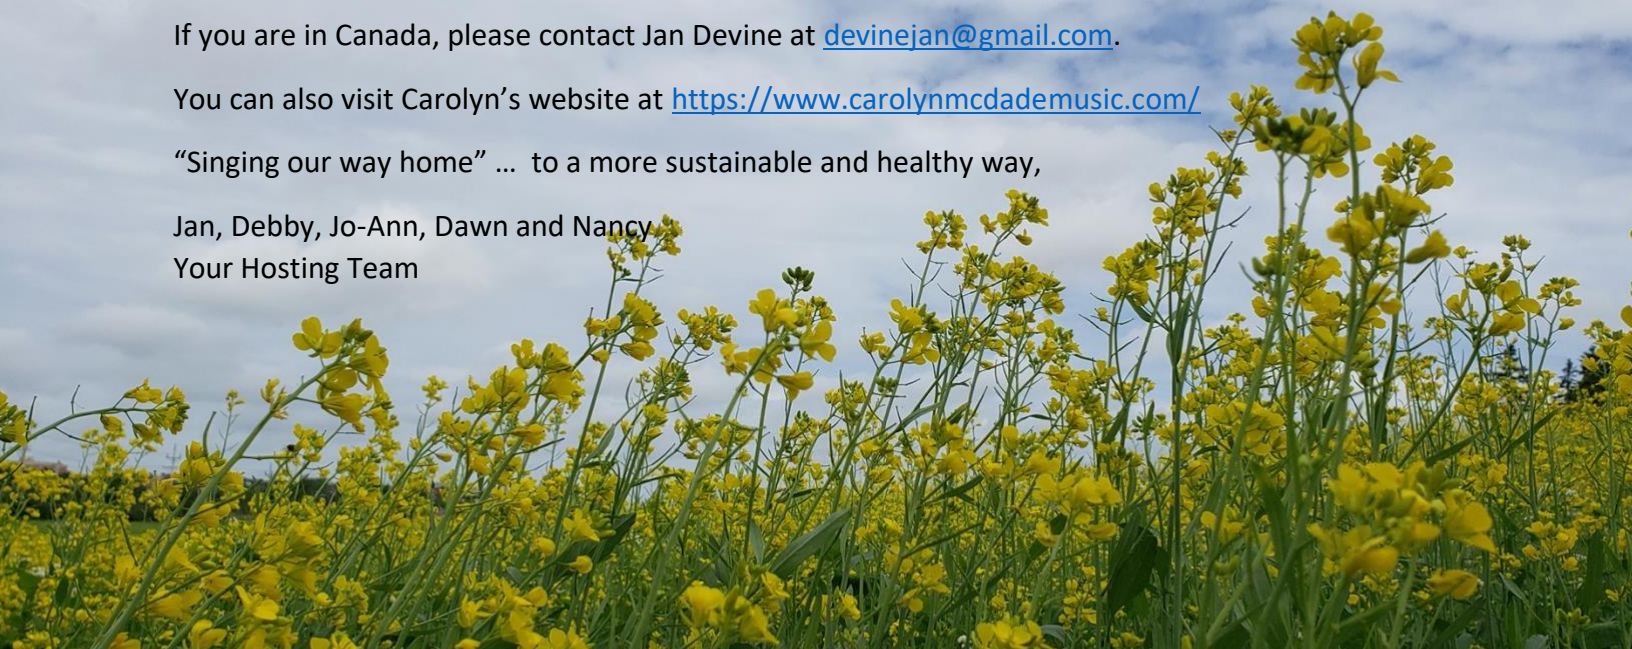 If you are in Canada, please contact Jan Devine at devinejan@gmail.com.
You can also visit Carolyn’s website at https://www.carolynmcdademusic.com/
“Singing our way home” … to a more sustainable and healthy way,
Jan, Debby, Jo-Ann, Dawn and Nancy
Your Hosting Team